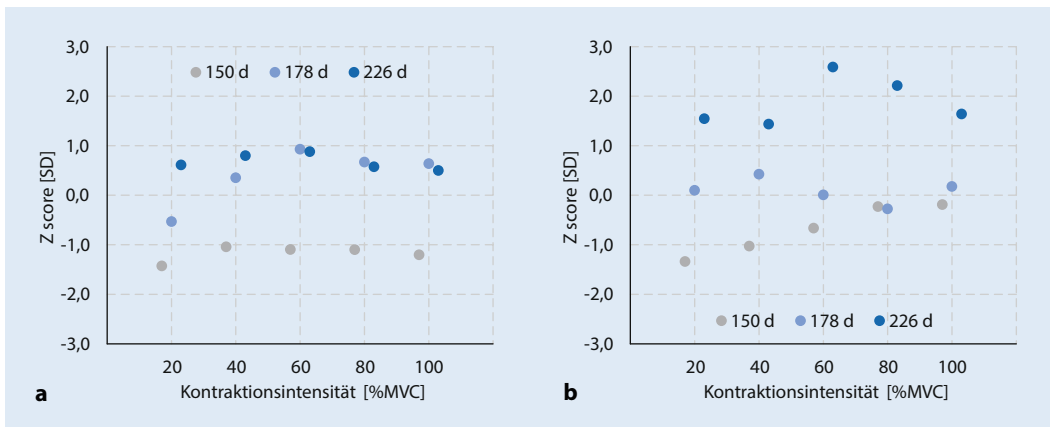 3,0
2,0
1,0
0,0
-1,0
-2,0
-3,0
Z score [SD]
150 d 178 d 226 d
20 40 60 80 100
Kontraktionsintensität [%MVC]
a
3,0
2,0
1,0
0,0
-1,0
-2,0
-3,0
Z score [SD]
150 d 178 d 226 d
20 40 60 80 100
Kontraktionsintensität [%MVC]
b